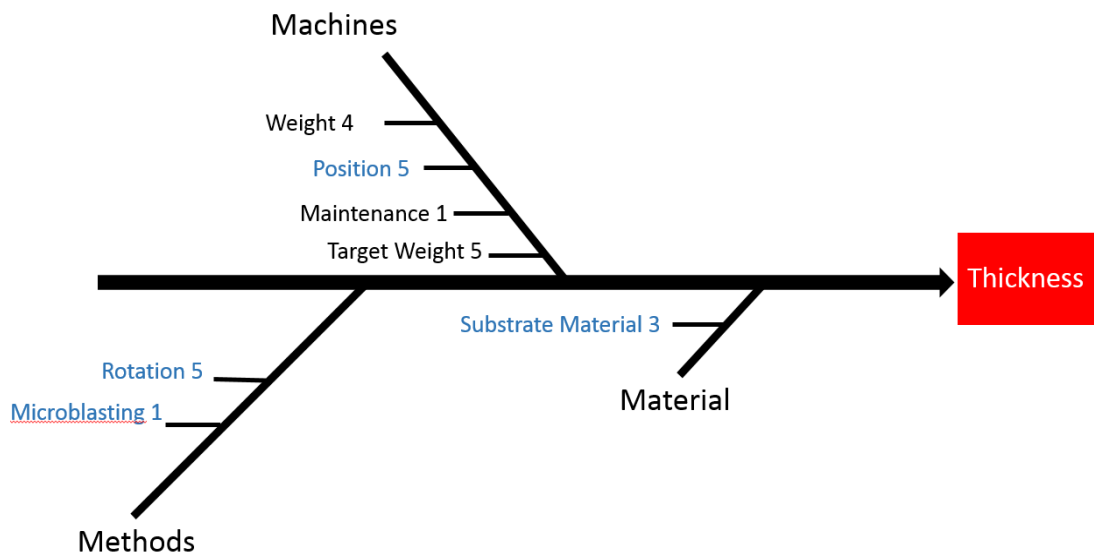 Machines
Weight 4
Position 5
Maintenance 1
Target Weight 5
Thickness
Substrate Material 3
Rotation 5
Material
Microblasting 1
Methods